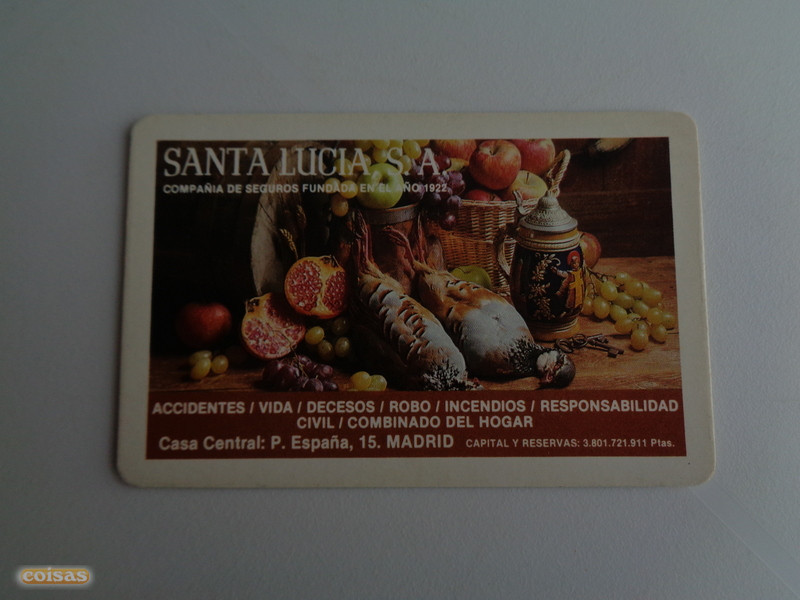 SANTA LUCIA, S. A.
COMPAÑIA DE SEGUROS FUNDADA EN EL AÑO 1922
ACCIDENTES / VIDA / DECESOS / ROBO / INCENDIOS / RESPONSABILIDAD
CIVIL / COMBINADO DEL HOGAR
Casa Central: P. España, 15. MADRID CAPITAL Y RESERVAS: 3.801.721.911 Ptas.
coisas